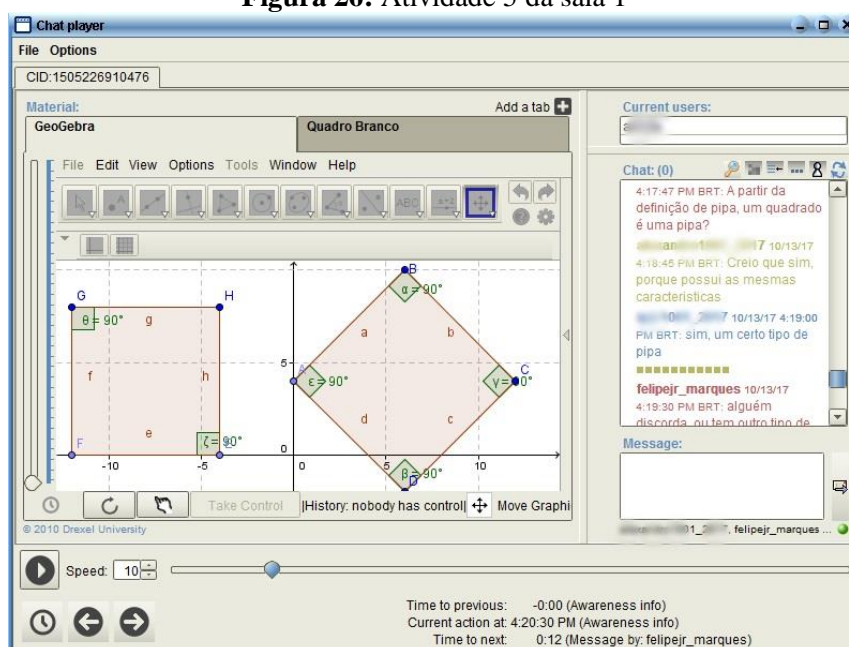 Figura 26: Atividade 5 da sala 1
Chat player
File Options
CID:1505226910476
Material:
Add a tab
GeoGebra
Quadro Branco
File Edit View Options Tools Window Help
ABC
a=2
G
H
θ = 90°
g
f
h
e
F
ζ = 90°
-10
-5
0
5
0
5
10
A
B
C
D
α = 90°
ε = 90°
β = 90°
a
b
d
c
Take Control
|History: nobody has control|
Move Graphi
© 2010 Drexel University
Current users:
Chat: (0)
4:17:47 PM BRT: A partir da
definição de pipa, um quadrado
é uma pipa?
10/13/17
4:18:45 PM BRT: Creio que sim,
porque possui as mesmas
caracteristicas
10/13/17 4:19:00
PM BRT: sim, um certo tipo de
pipa
felipejr_marques 10/13/17
4:19:30 PM BRT: alguém
discorda, ou tem outro tipo de
Message:
felipejr_marques ...
Speed: 10
Time to previous: -0:00 (Awareness info)
Current action at: 4:20:30 PM (Awareness info)
Time to next: 0:12 (Message by: felipejr_marques)